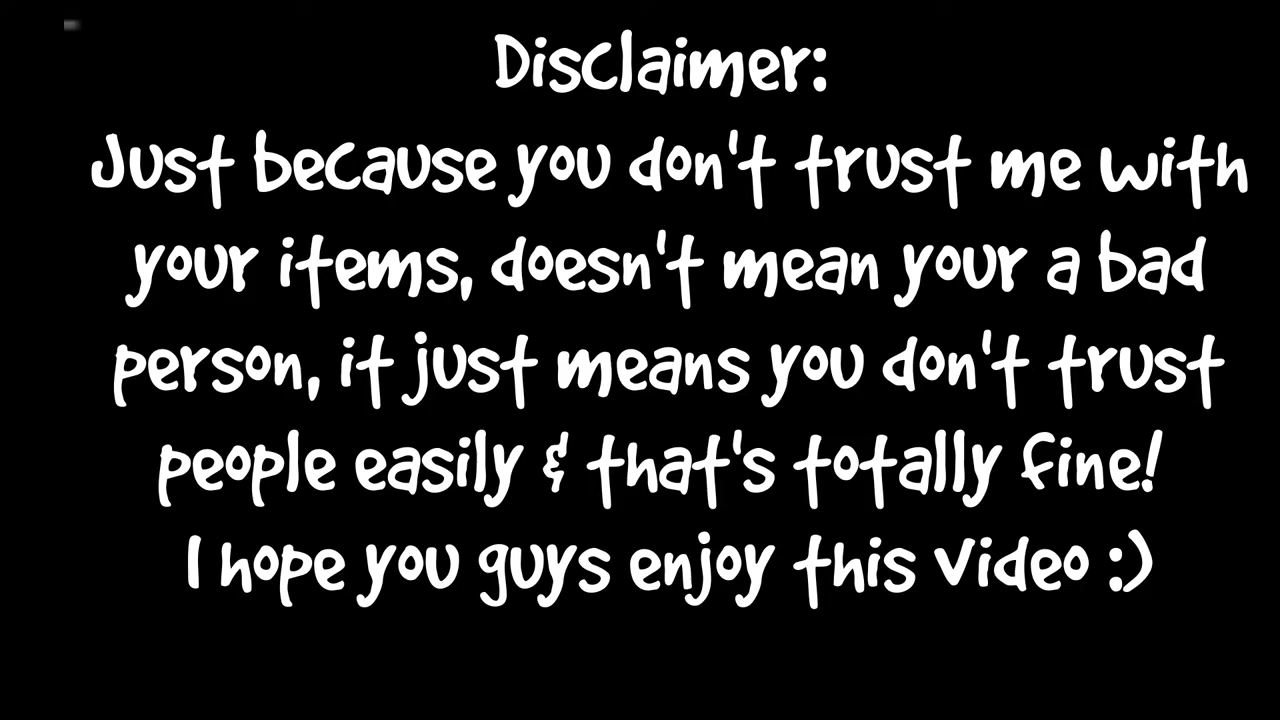 Disclaimer:
Just because you don't trust me with
your items, doesn't mean your a bad
person, it just means you don't trust
people easily & that's totally fine!
I hope you guys enjoy this video :)